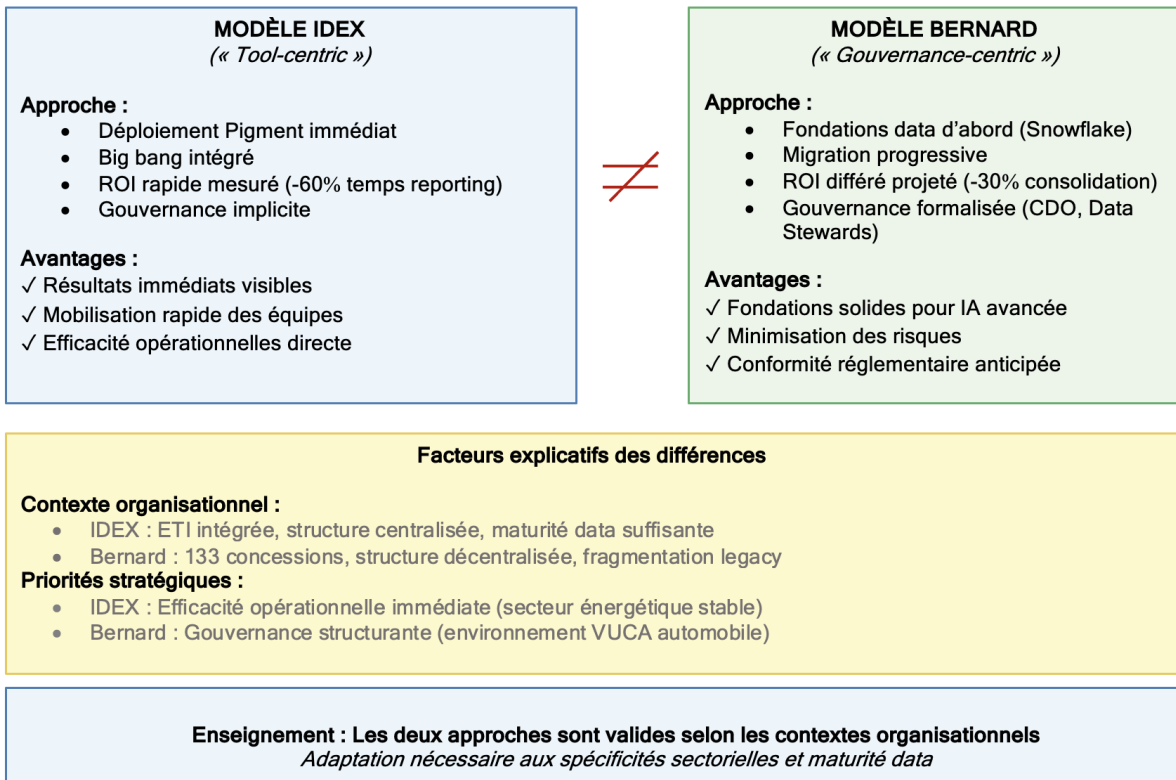 MODÈLE IDEX
(« Tool-centric »)
Approche :
• Déploiement Pigment immédiat
• Big bang intégré
• ROI rapide mesuré (-60% temps reporting)
• Gouvernance implicite
Avantages :
✓ Résultats immédiats visibles
✓ Mobilisation rapide des équipes
✓ Efficacité opérationnelles directe
≠
MODÈLE BERNARD
(« Gouvernance-centric »)
Approche :
• Fondations data d'abord (Snowflake)
• Migration progressive
• ROI différé projeté (-30% consolidation)
• Gouvernance formalisée (CDO, Data
Stewards)
Avantages :
✓ Fondations solides pour IA avancée
✓ Minimisation des risques
✓ Conformité réglementaire anticipée
Facteurs explicatifs des différences
Contexte organisationnel :
• IDEX : ETI intégrée, structure centralisée, maturité data suffisante
• Bernard : 133 concessions, structure décentralisée, fragmentation legacy
Priorités stratégiques :
• IDEX : Efficacité opérationnelle immédiate (secteur énergétique stable)
• Bernard : Gouvernance structurante (environnement VUCA automobile)
Enseignement : Les deux approches sont valides selon les contextes organisationnels
Adaptation nécessaire aux spécificités sectorielles et maturité data